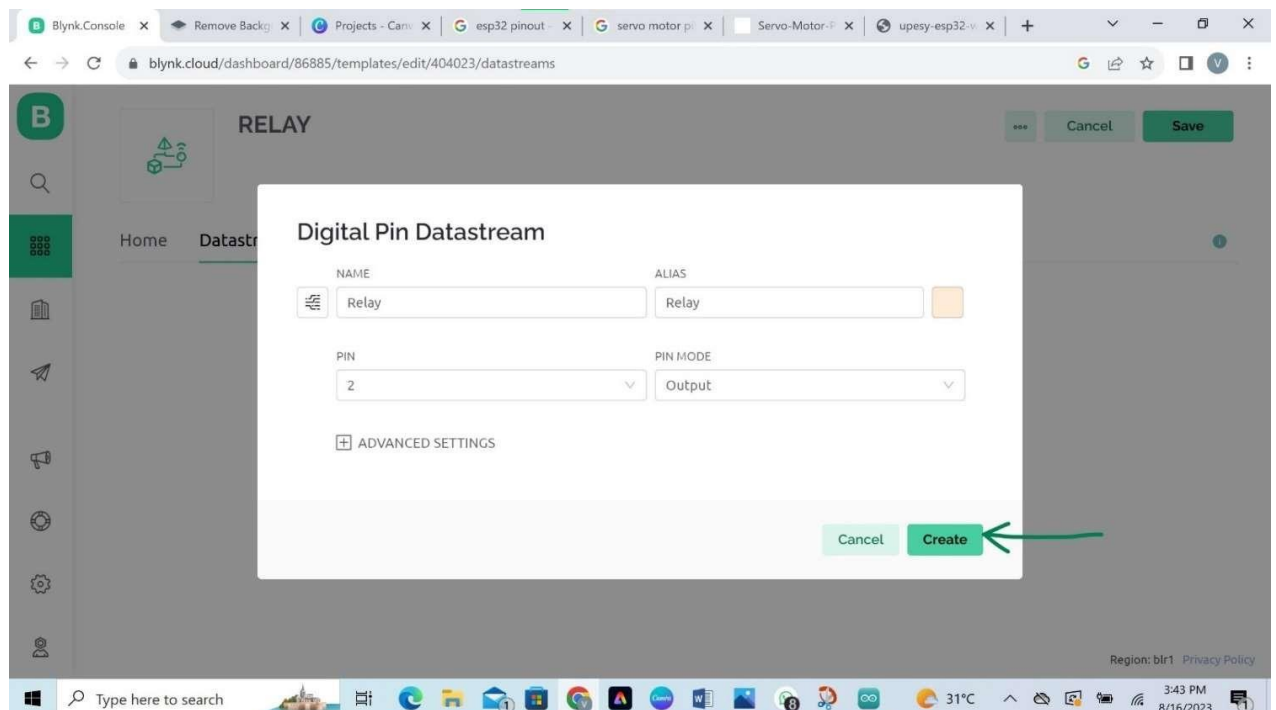 Blynk.Console
Remove Backg
Projects - Canv
esp32 pinout -
servo motor pi
Servo-Motor-P
upesy-esp32-w
blynk.cloud/dashboard/86885/templates/edit/404023/datastreams
V
B
RELAY
Cancel
Save
Home
Datastr
Digital Pin Datastream
NAME
ALIAS
Relay
Relay
PIN
PIN MODE
2
Output
ADVANCED SETTINGS
Cancel
Create
Region: blr1 Privacy Policy
Type here to search
31°C
3:43 PM
8/16/2023